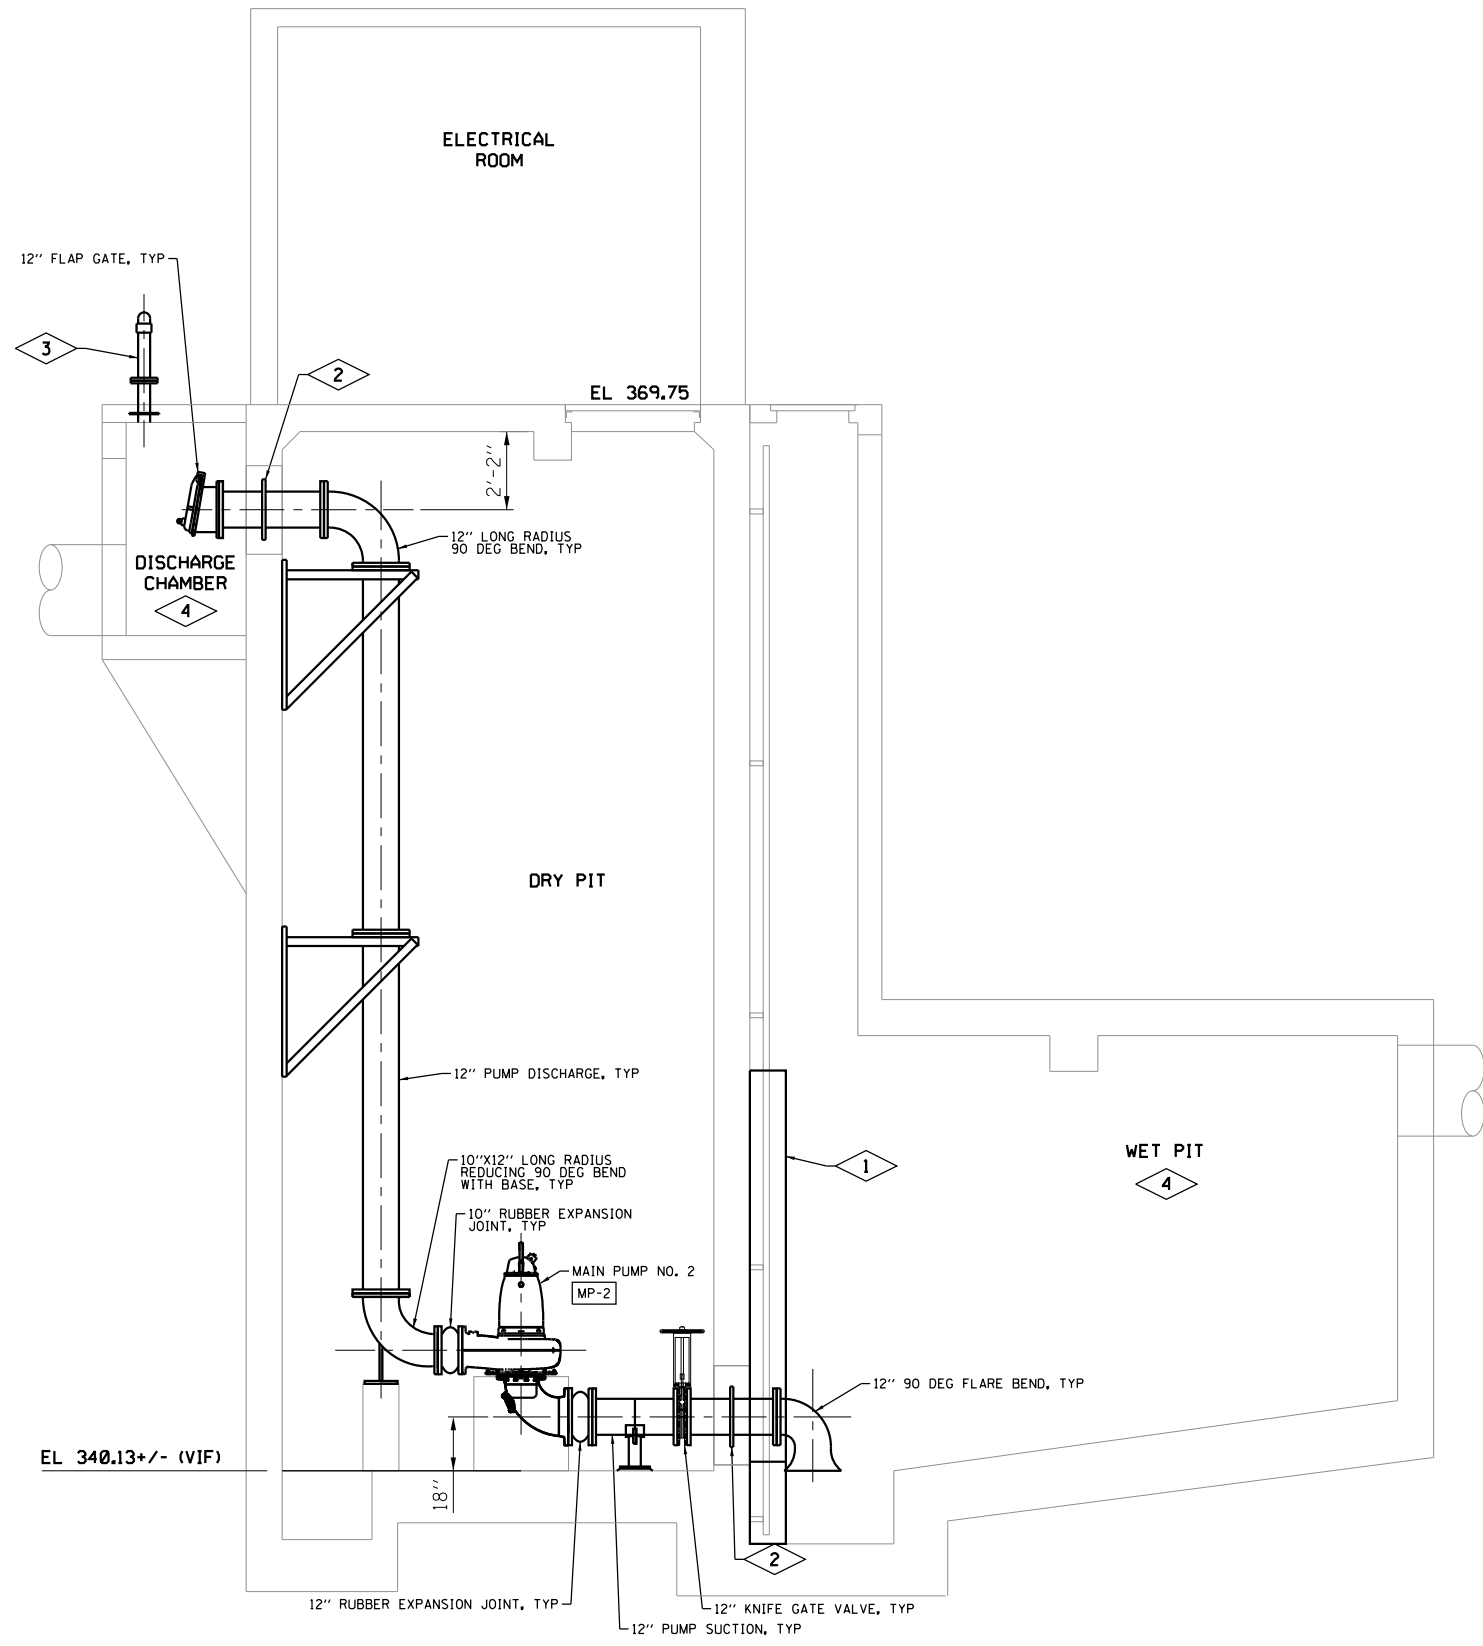 ELECTRICAL
ROOM
12" FLAP GATE, TYP
3
2
EL 369.75
2'-2"
12" LONG RADIUS
90 DEG BEND, TYP
DISCHARGE
CHAMBER
4
DRY PIT
12" PUMP DISCHARGE, TYP
10"X12" LONG RADIUS
REDUCING 90 DEG BEND
WITH BASE, TYP
WET PIT
1
4
10" RUBBER EXPANSION
JOINT, TYP
MAIN PUMP NO. 2
MP-2
12" 90 DEG FLARE BEND, TYP
EL 340.13+/- (VIF)
18"
2
12" RUBBER EXPANSION JOINT, TYP
12" KNIFE GATE VALVE, TYP
12" PUMP SUCTION, TYP